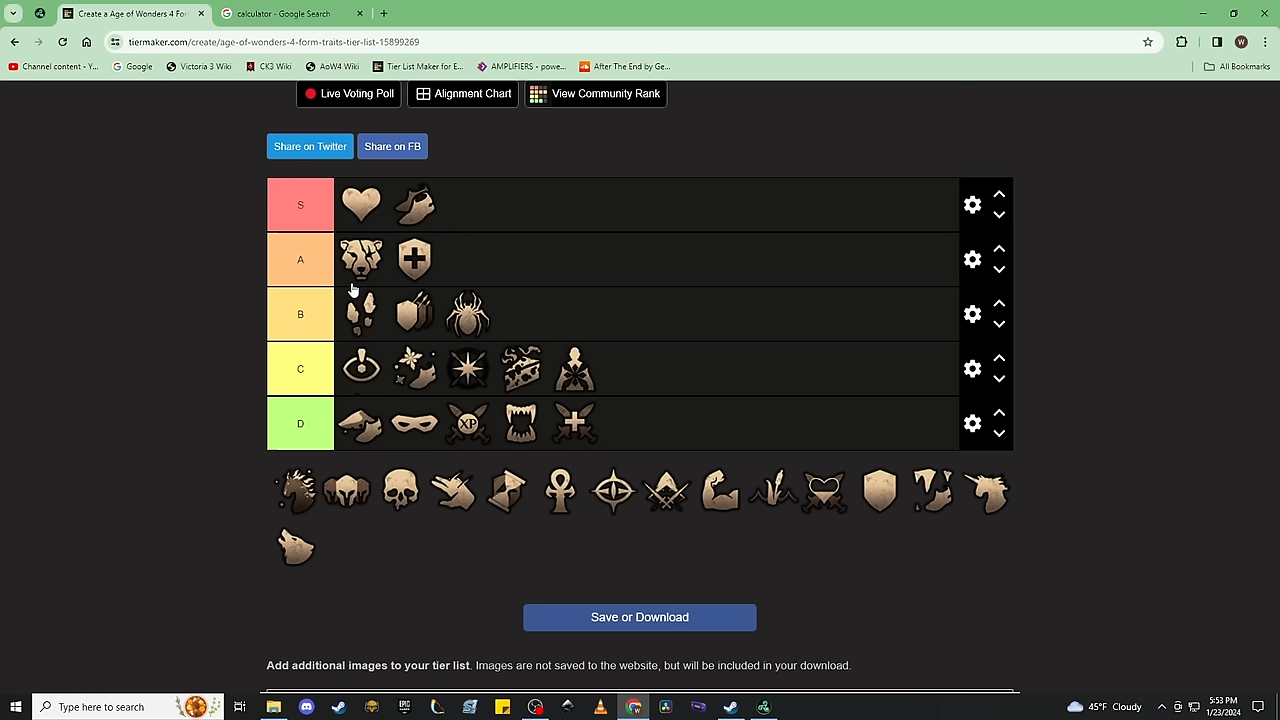 Create a Age of Wonders 4 For
calculator - Google Search
tiermaker.com/create/age-of-wonders-4-form-traits-tier-list-15899269
Channel content - Y...
Google
Victoria 3 Wiki
CK3 Wiki
AoW4 Wiki
Tier List Maker for E...
AMPLIFIERS - powe...
After The End by Ge...
All Bookmarks
Live Voting Poll
Alignment Chart
View Community Rank
Share on Twitter
Share on FB
S
A
B
C
D
XP
Save or Download
Add additional images to your tier list. Images are not saved to the website, but will be included in your download.
Type here to search
EPIC
45°F Cloudy
5:53 PM
1/23/2024
W